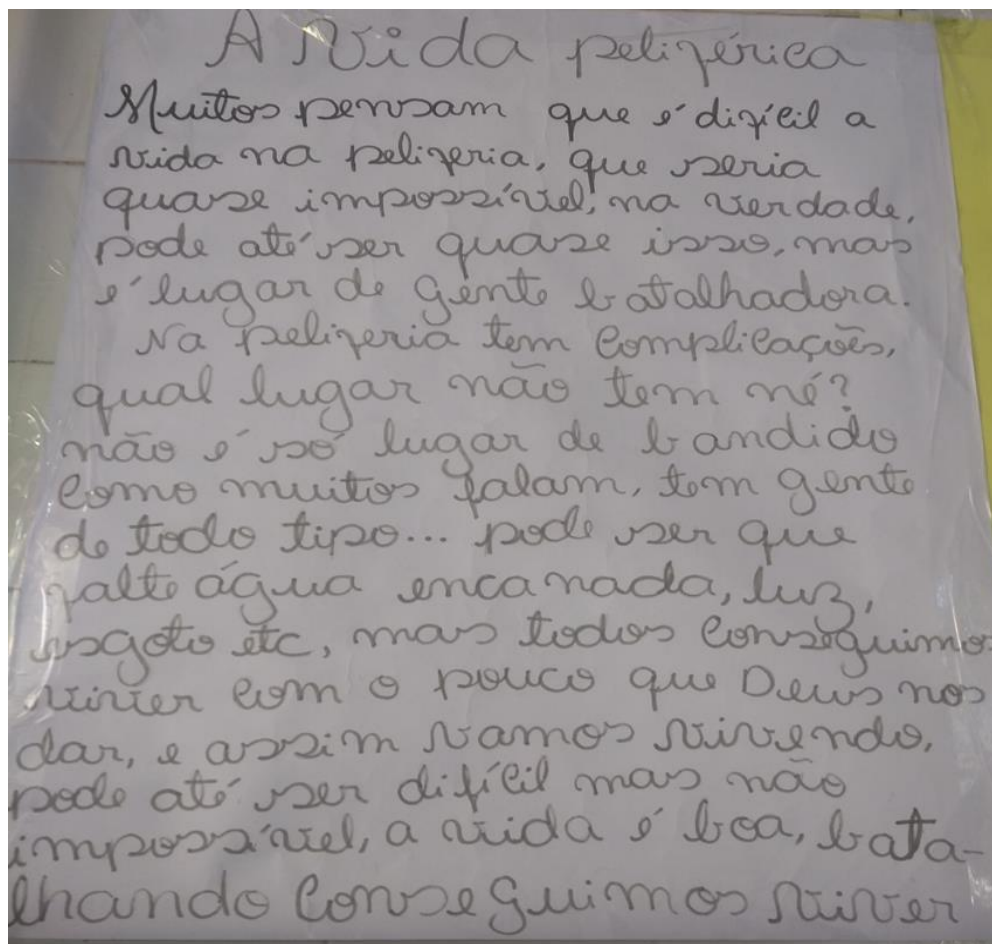 A Vida peliférica
Muitos pensam que é difícil a
vida na peliferia, que seria
quase impossível, na verdade,
pode até ser quase isso, mas
é lugar de gente batalhadora.
Na peliferia tem complicações,
qual lugar não tem né?
não é só lugar de bandido
como muitos falam, tem gente
de todo tipo... pode ser que
falte água encanada, luz,
esgoto etc, mas todos conseguimos
viver com o pouco que Deus nos
dar, e assim vamos vivendo,
pode até ser difícil mas não
impossível, a vida é boa, bata-
lhando conseguimos viver